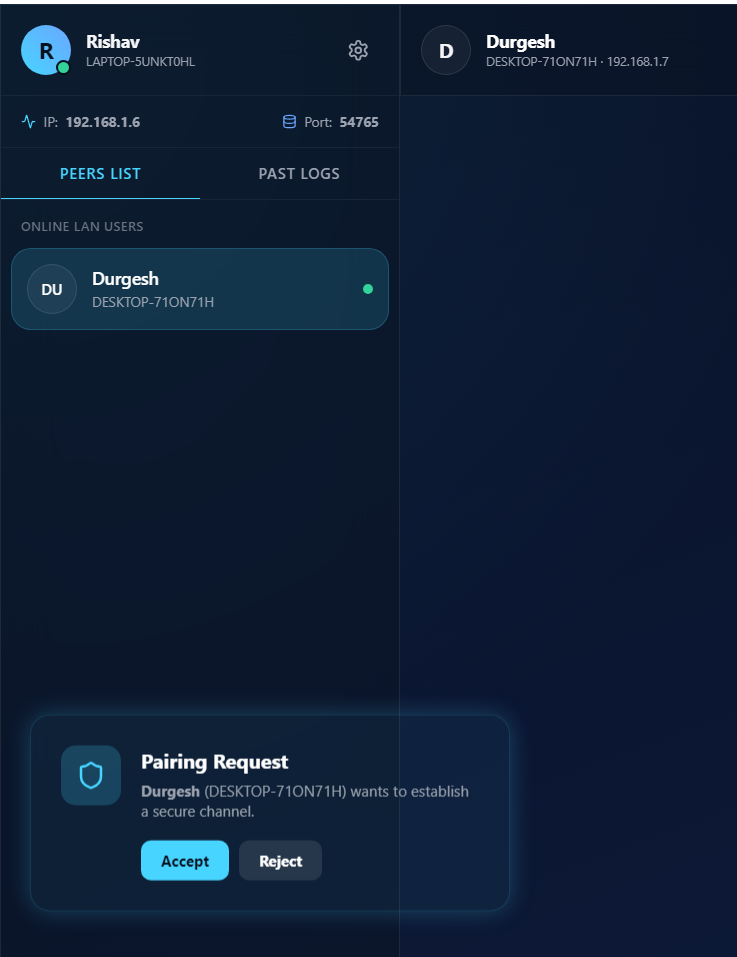 R
Rishav
LAPTOP-5UNKT0HL
D
Durgesh
DESKTOP-71ON71H · 192.168.1.7
IP: 192.168.1.6
Port: 54765
PEERS LIST
PAST LOGS
ONLINE LAN USERS
DU
Durgesh
DESKTOP-71ON71H
Pairing Request
Durgesh (DESKTOP-71ON71H) wants to establish
a secure channel.
Accept
Reject